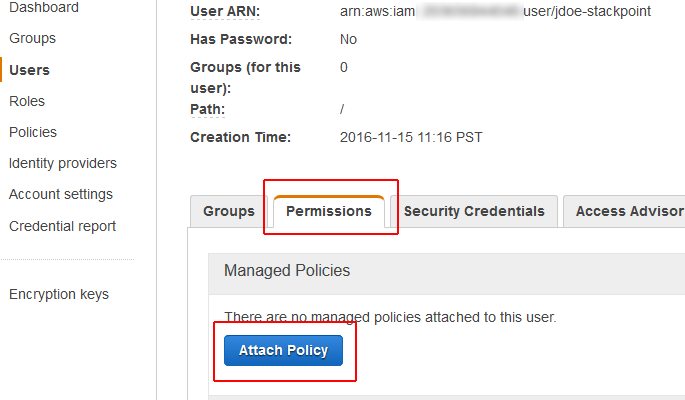 Dashboard
Groups
Users
Roles
Policies
Identity providers
Account settings
Credential report
Encryption keys
User ARN: arn:aws:iam user/jdoe-stackpoint
Has Password: No
Groups (for this 0
user):
Path: /
Creation Time: 2016-11-15 11:16 PST
Groups Permissions Security Credentials Access Advisor
Managed Policies
There are no managed policies attached to this user.
Attach Policy